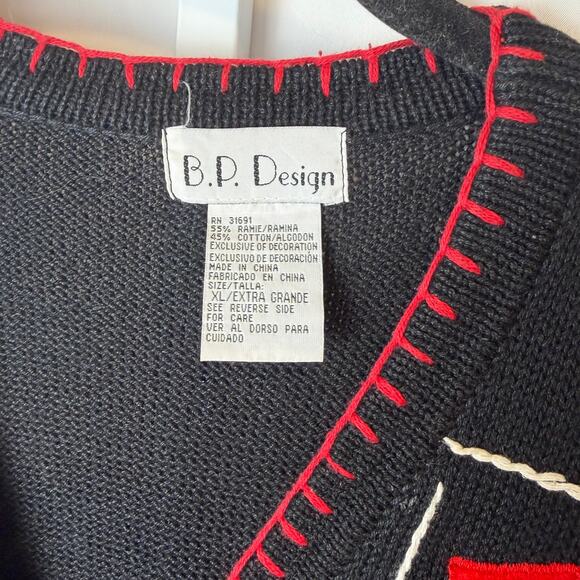 B.P. Design
RN 31691
55% RAMIE/RAMINA
45% COTTON/ALGODON
EXCLUSIVE OF DECORATION
EXCLUSIVO DE DECORACIÓN
MADE IN CHINA
FABRICADO EN CHINA
SIZE/TALLA:
XL/EXTRA GRANDE
SEE REVERSE SIDE
FOR CARE
VER AL DORSO PARA
CUIDADO